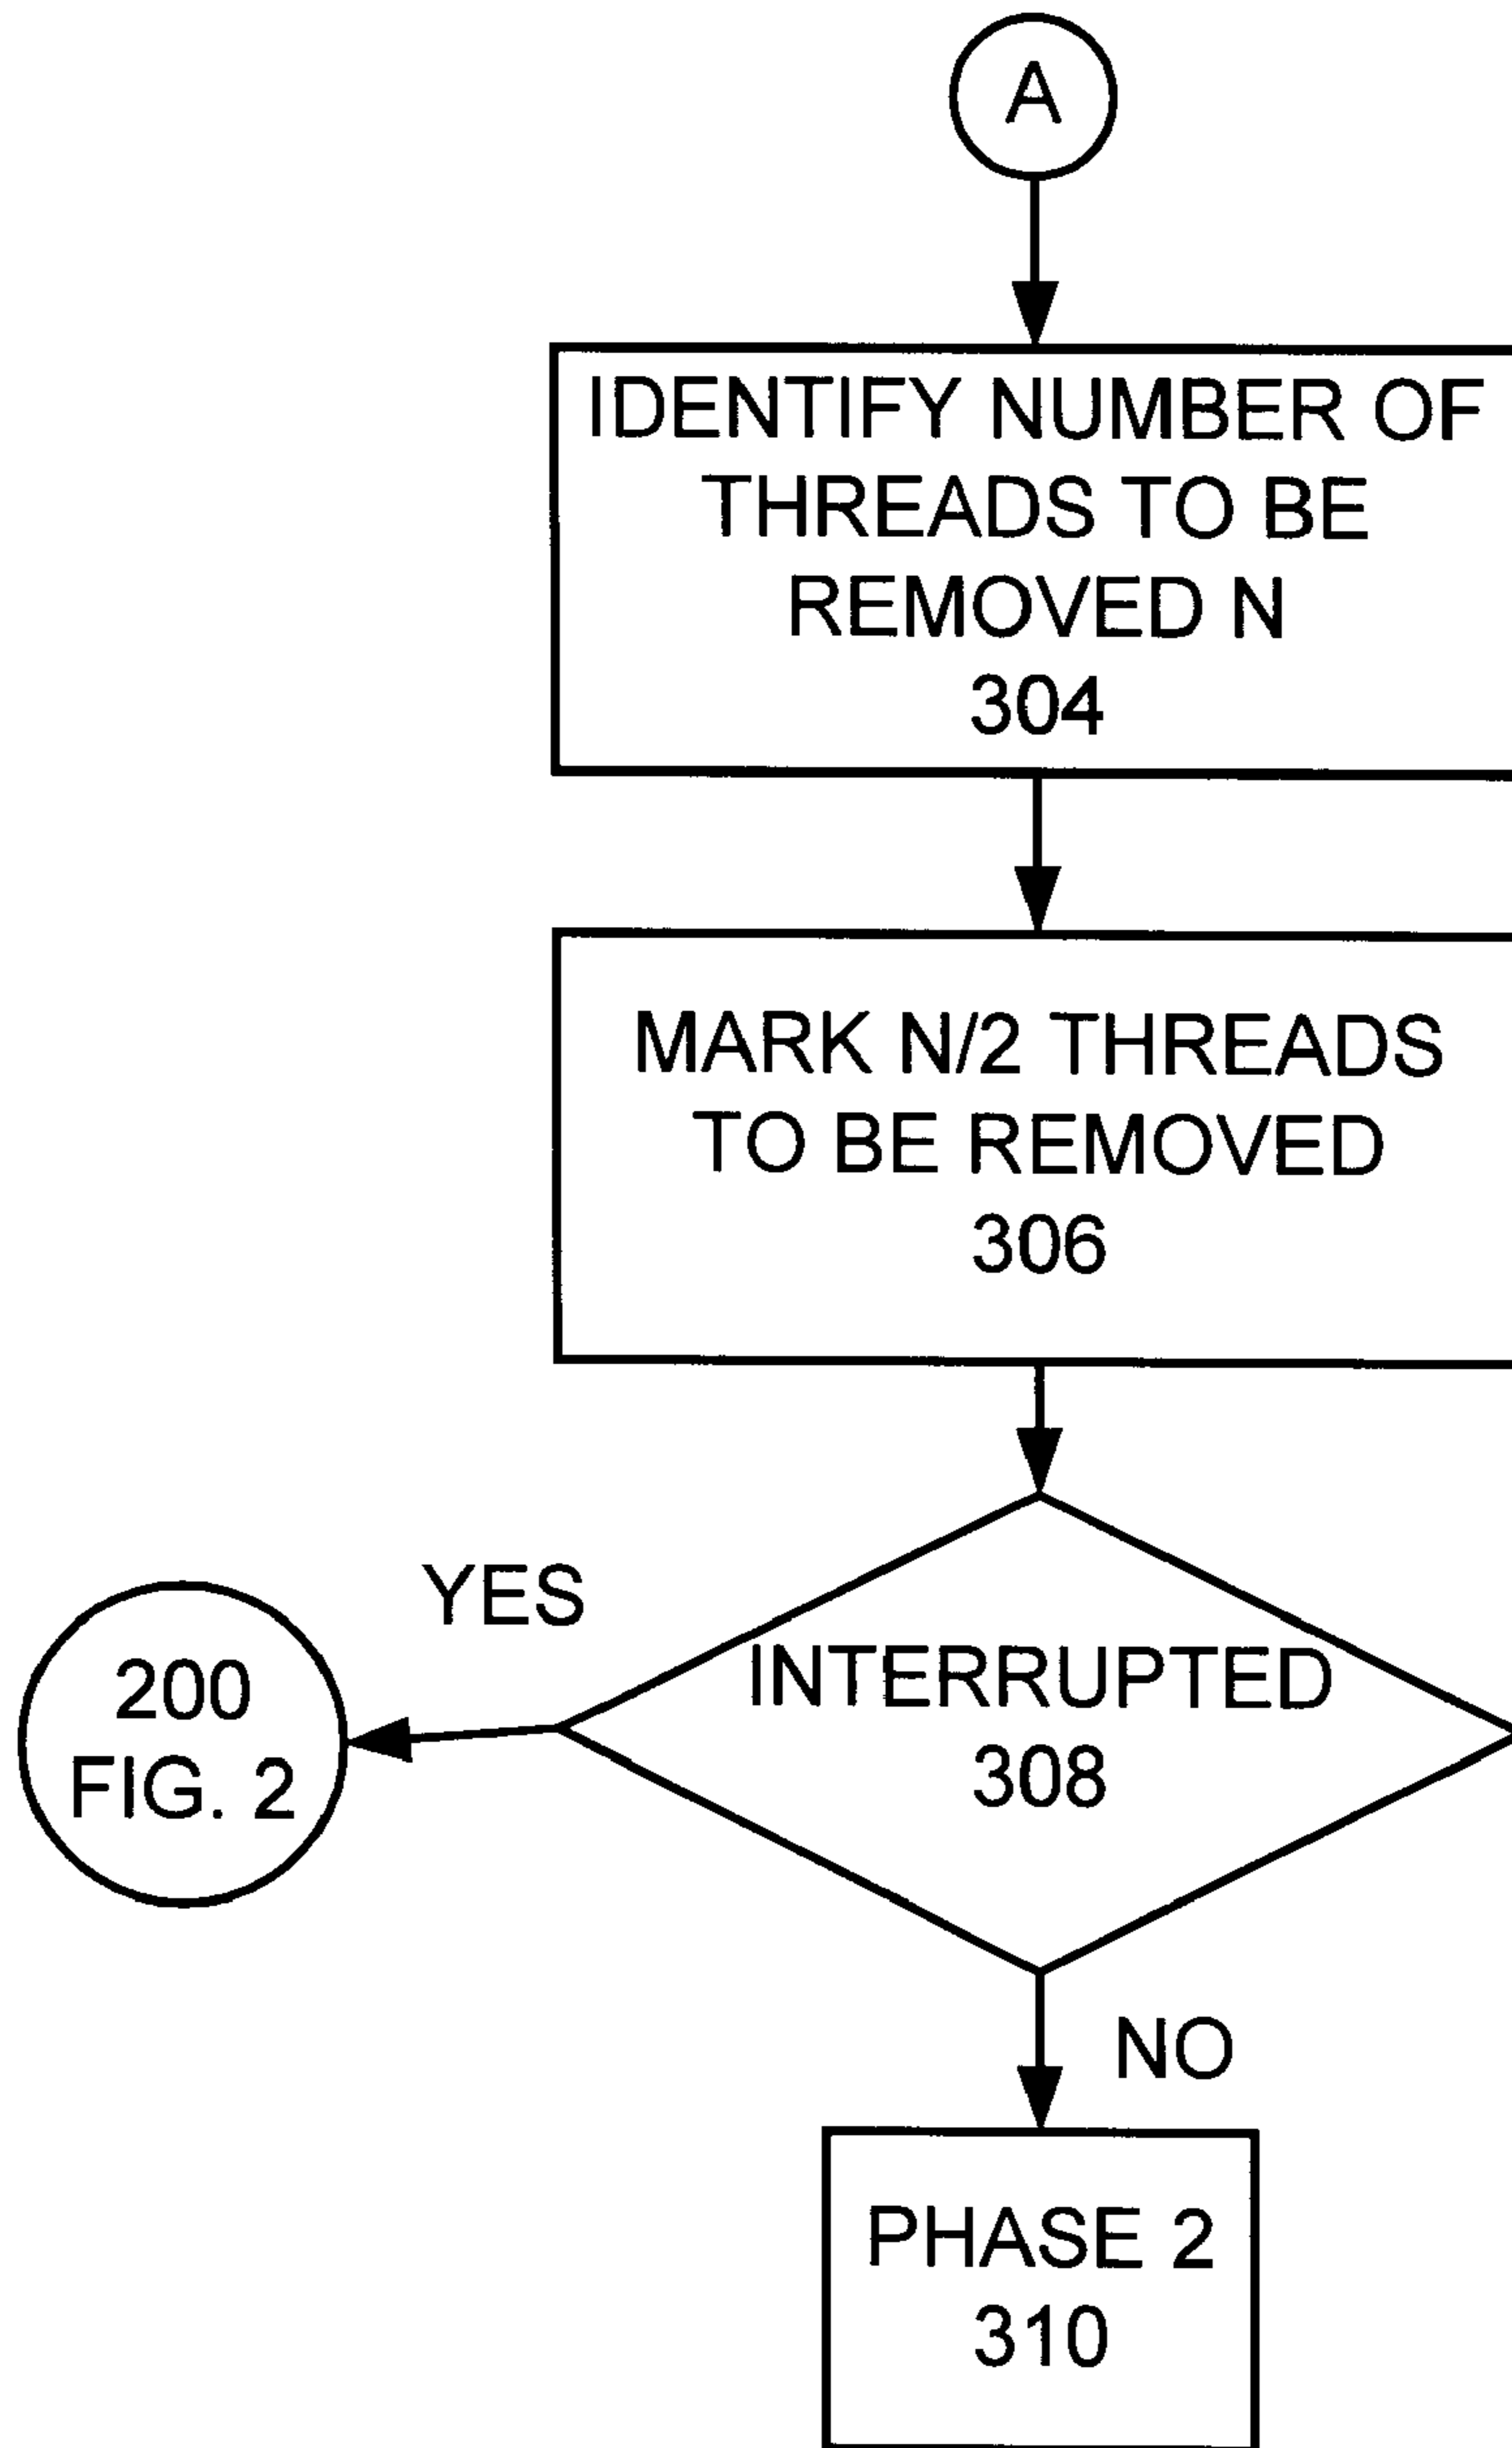 A
IDENTIFY NUMBER OF
THREADS TO BE
REMOVED N
304
MARK N/2 THREADS
TO BE REMOVED
306
YES
INTERRUPTED
308
200
FIG. 2
NO
PHASE 2
310